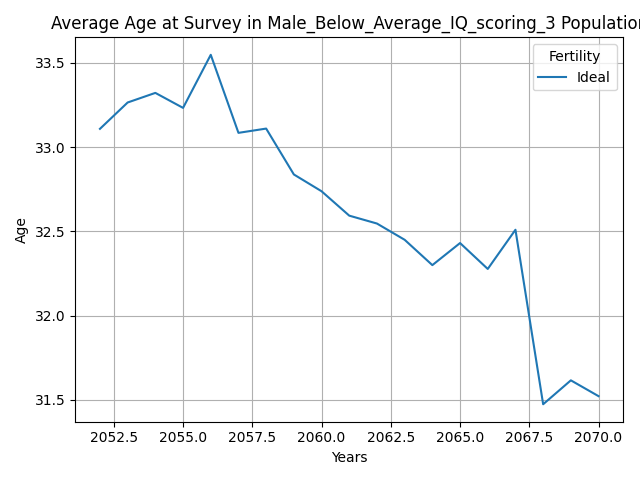 Average Age at Survey in Male_Below_Average_IQ_scoring_3 Population
Fertility
Ideal
33.5
33.0
32.5
32.0
31.5
Age
2052.5 2055.0 2057.5 2060.0 2062.5 2065.0 2067.5 2070.0
Years